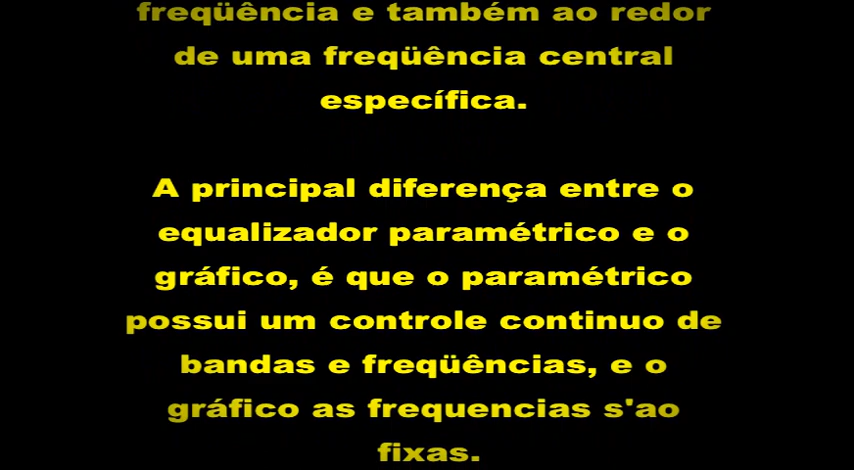 freqüência e também ao redor
de uma freqüência central
específica.
A principal diferença entre o
equalizador paramétrico e o
gráfico, é que o paramétrico
possui um controle continuo de
bandas e freqüências, e o
gráfico as frequencias s'ao
fixas.